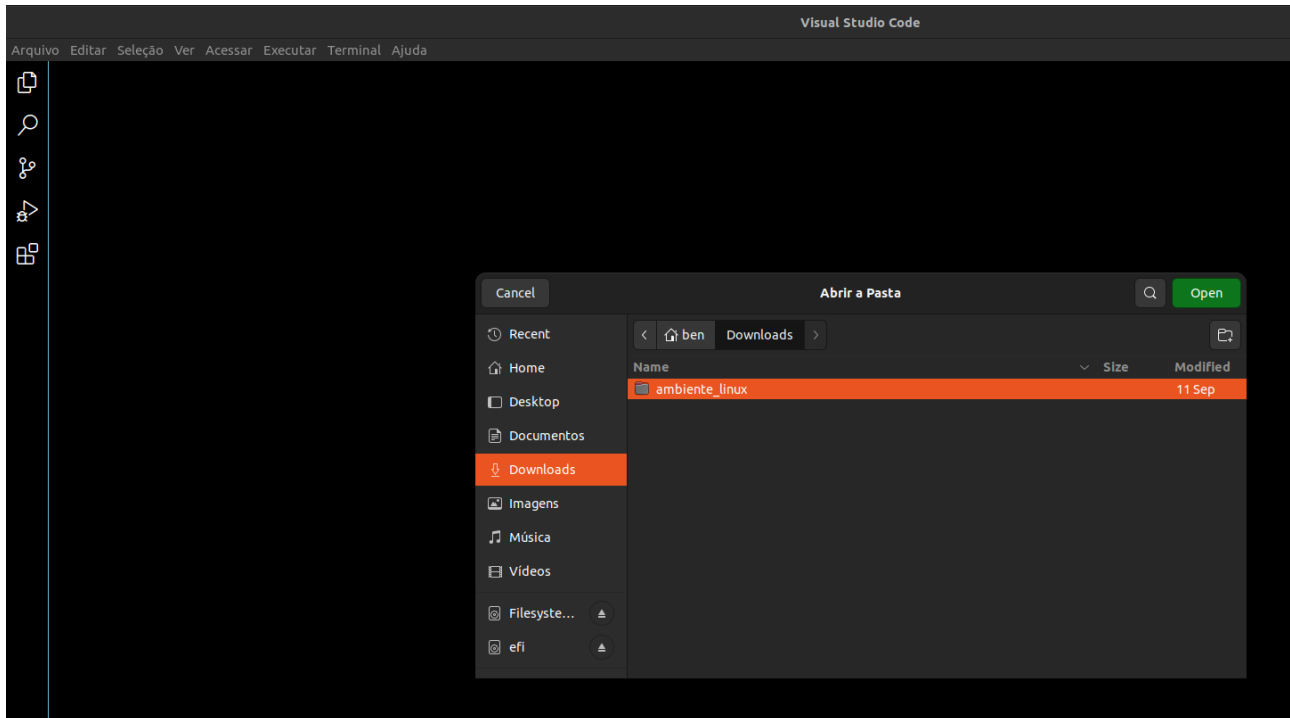 Visual Studio Code
Arquivo Editar Seleção Ver Acessar Executar Terminal Ajuda
Cancel Abrir a Pasta Open
Recent
Home
Desktop
Documentos
Downloads
Imagens
Música
Vídeos
Filesyste...
efi
ben Downloads
Name Size Modified
ambiente_linux 11 Sep